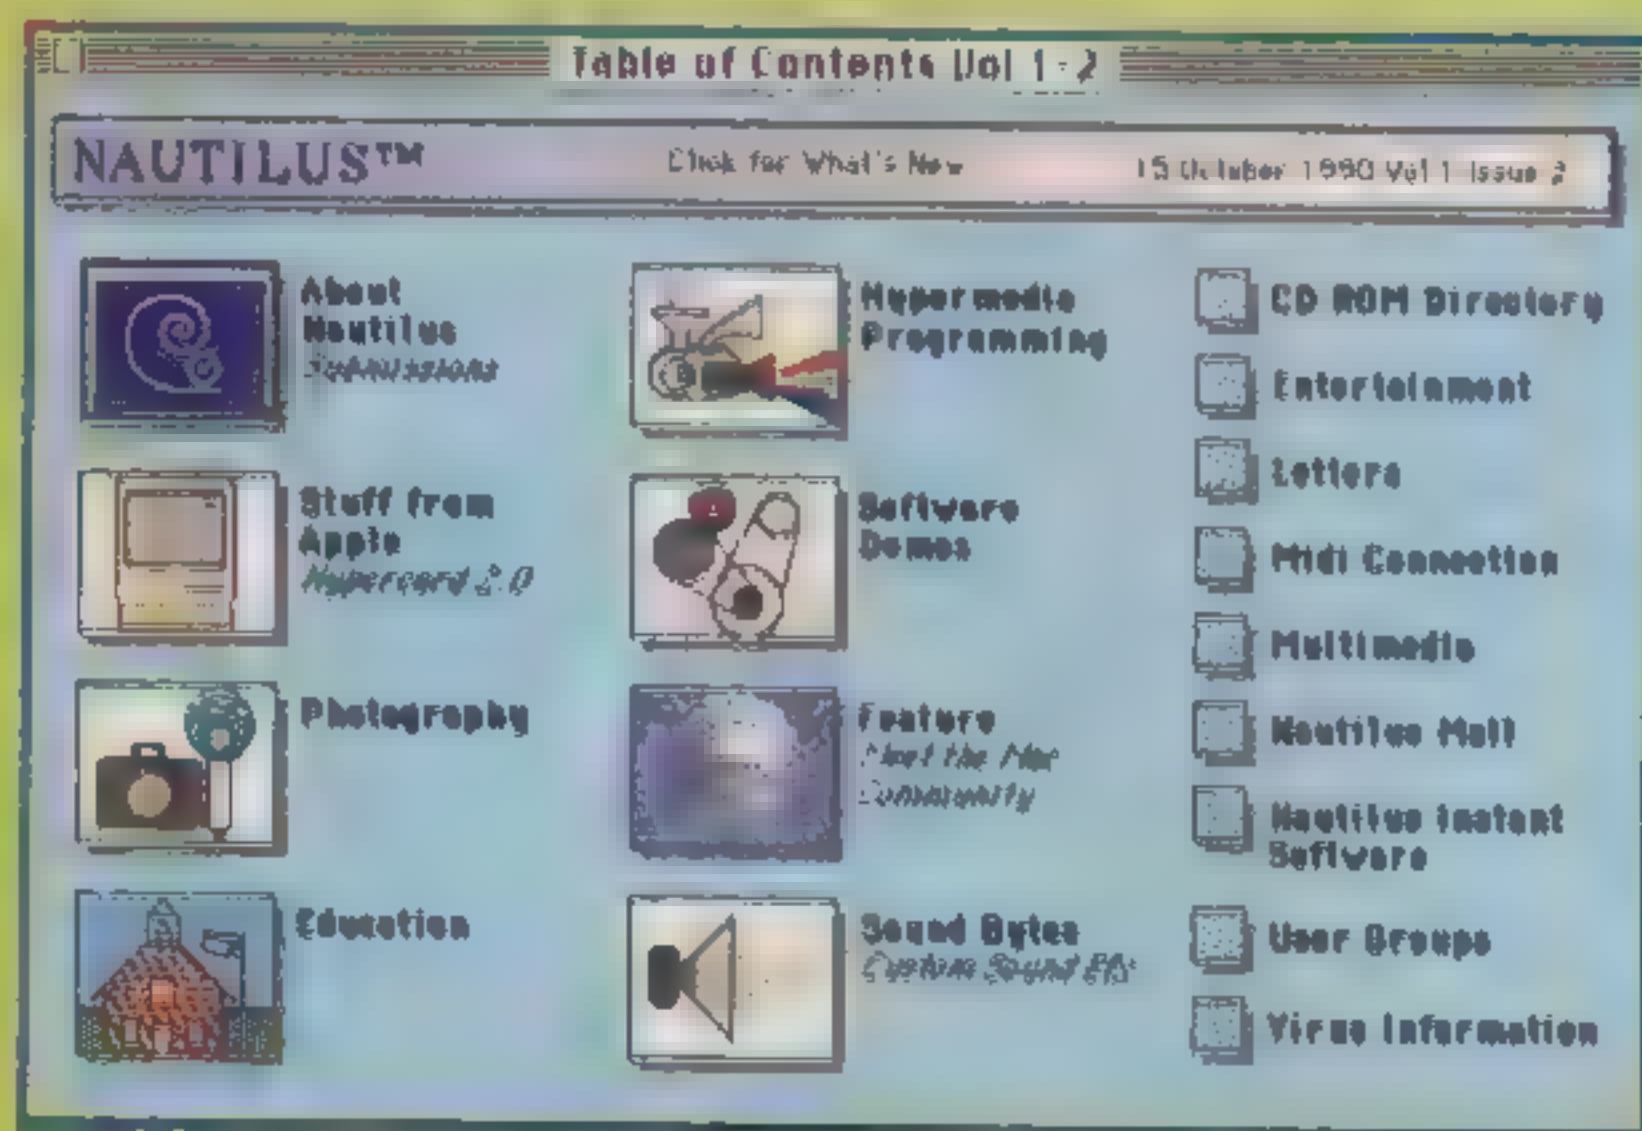 Table of Contents Vol 1-2
NAUTILUS™
Click for What's New
15 October 1990 Vol 1 Issue 2
About
Nautilus
Submissions
Stuff from
Apple
Hypercard 2.0
Photography
Education
Hypermedia
Programming
Software
Demos
Feature
Meet the Mac
Community
Sound Bytes
Custom Sound
CD ROM Directory
Entertainment
Letters
Midi Connection
Multimedia
Nautilus Mall
Nautilus Instant
Software
User Groups
Virus Information